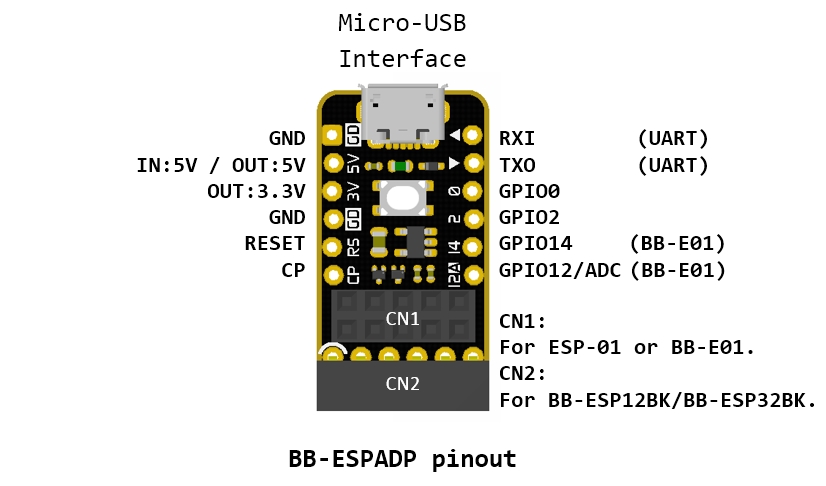 Micro-USB
Interface
GND GD RXI (UART)
IN:5V / OUT:5V 5V TXO (UART)
OUT:3.3V 3V 0 GPIO0
GND GD 2 GPIO2
RESET RS 14 GPIO14 (BB-E01)
CP CP 12A GPIO12/ADC (BB-E01)
CN1
CN1:
For ESP-01 or BB-E01.
CN2
CN2:
For BB-ESP12BK/BB-ESP32BK.
BB-ESPADP pinout